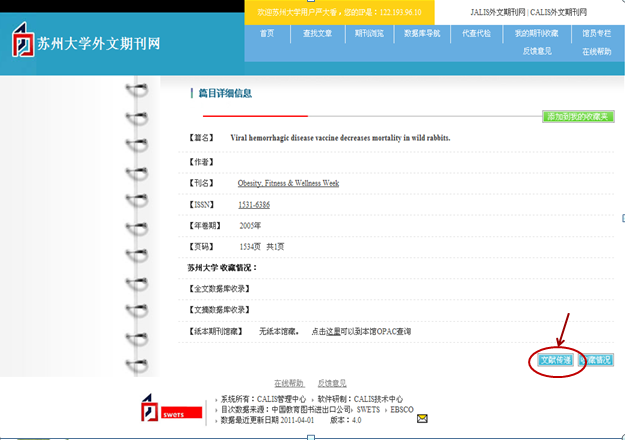 欢迎苏州大学用户严大香，您的IP是：122.193.96.10
JALIS外文期刊网 | CALIS外文期刊网
苏州大学外文期刊网
首页 查找文章 期刊浏览 数据库导航 代查代检 我的期刊收藏 馆员专栏
反馈意见 在线帮助
篇目详细信息
添加到我的收藏夹
【篇名】 Viral hemorrhagic disease vaccine decreases mortality in wild rabbits.
【作者】
【刊名】 Obesity, Fitness & Wellness Week
【ISSN】 1531-6386
【年卷期】 2005年
【页码】 1534页 共1页
苏州大学 收藏情况：
【全文数据库收录】
【文摘数据库收录】
【纸本期刊馆藏】 无纸本馆藏。 点击这里可以到本馆OPAC查询
文献传递 收藏情况
在线帮助 反馈意见
swets
› 系统所有：CALIS管理中心 › 软件研制：CALIS技术中心
› 目次数据来源：中国教育图书进出口公司› SWETS › EBSCO
› 数据最近更新日期 2011-04-01 版本：4.0